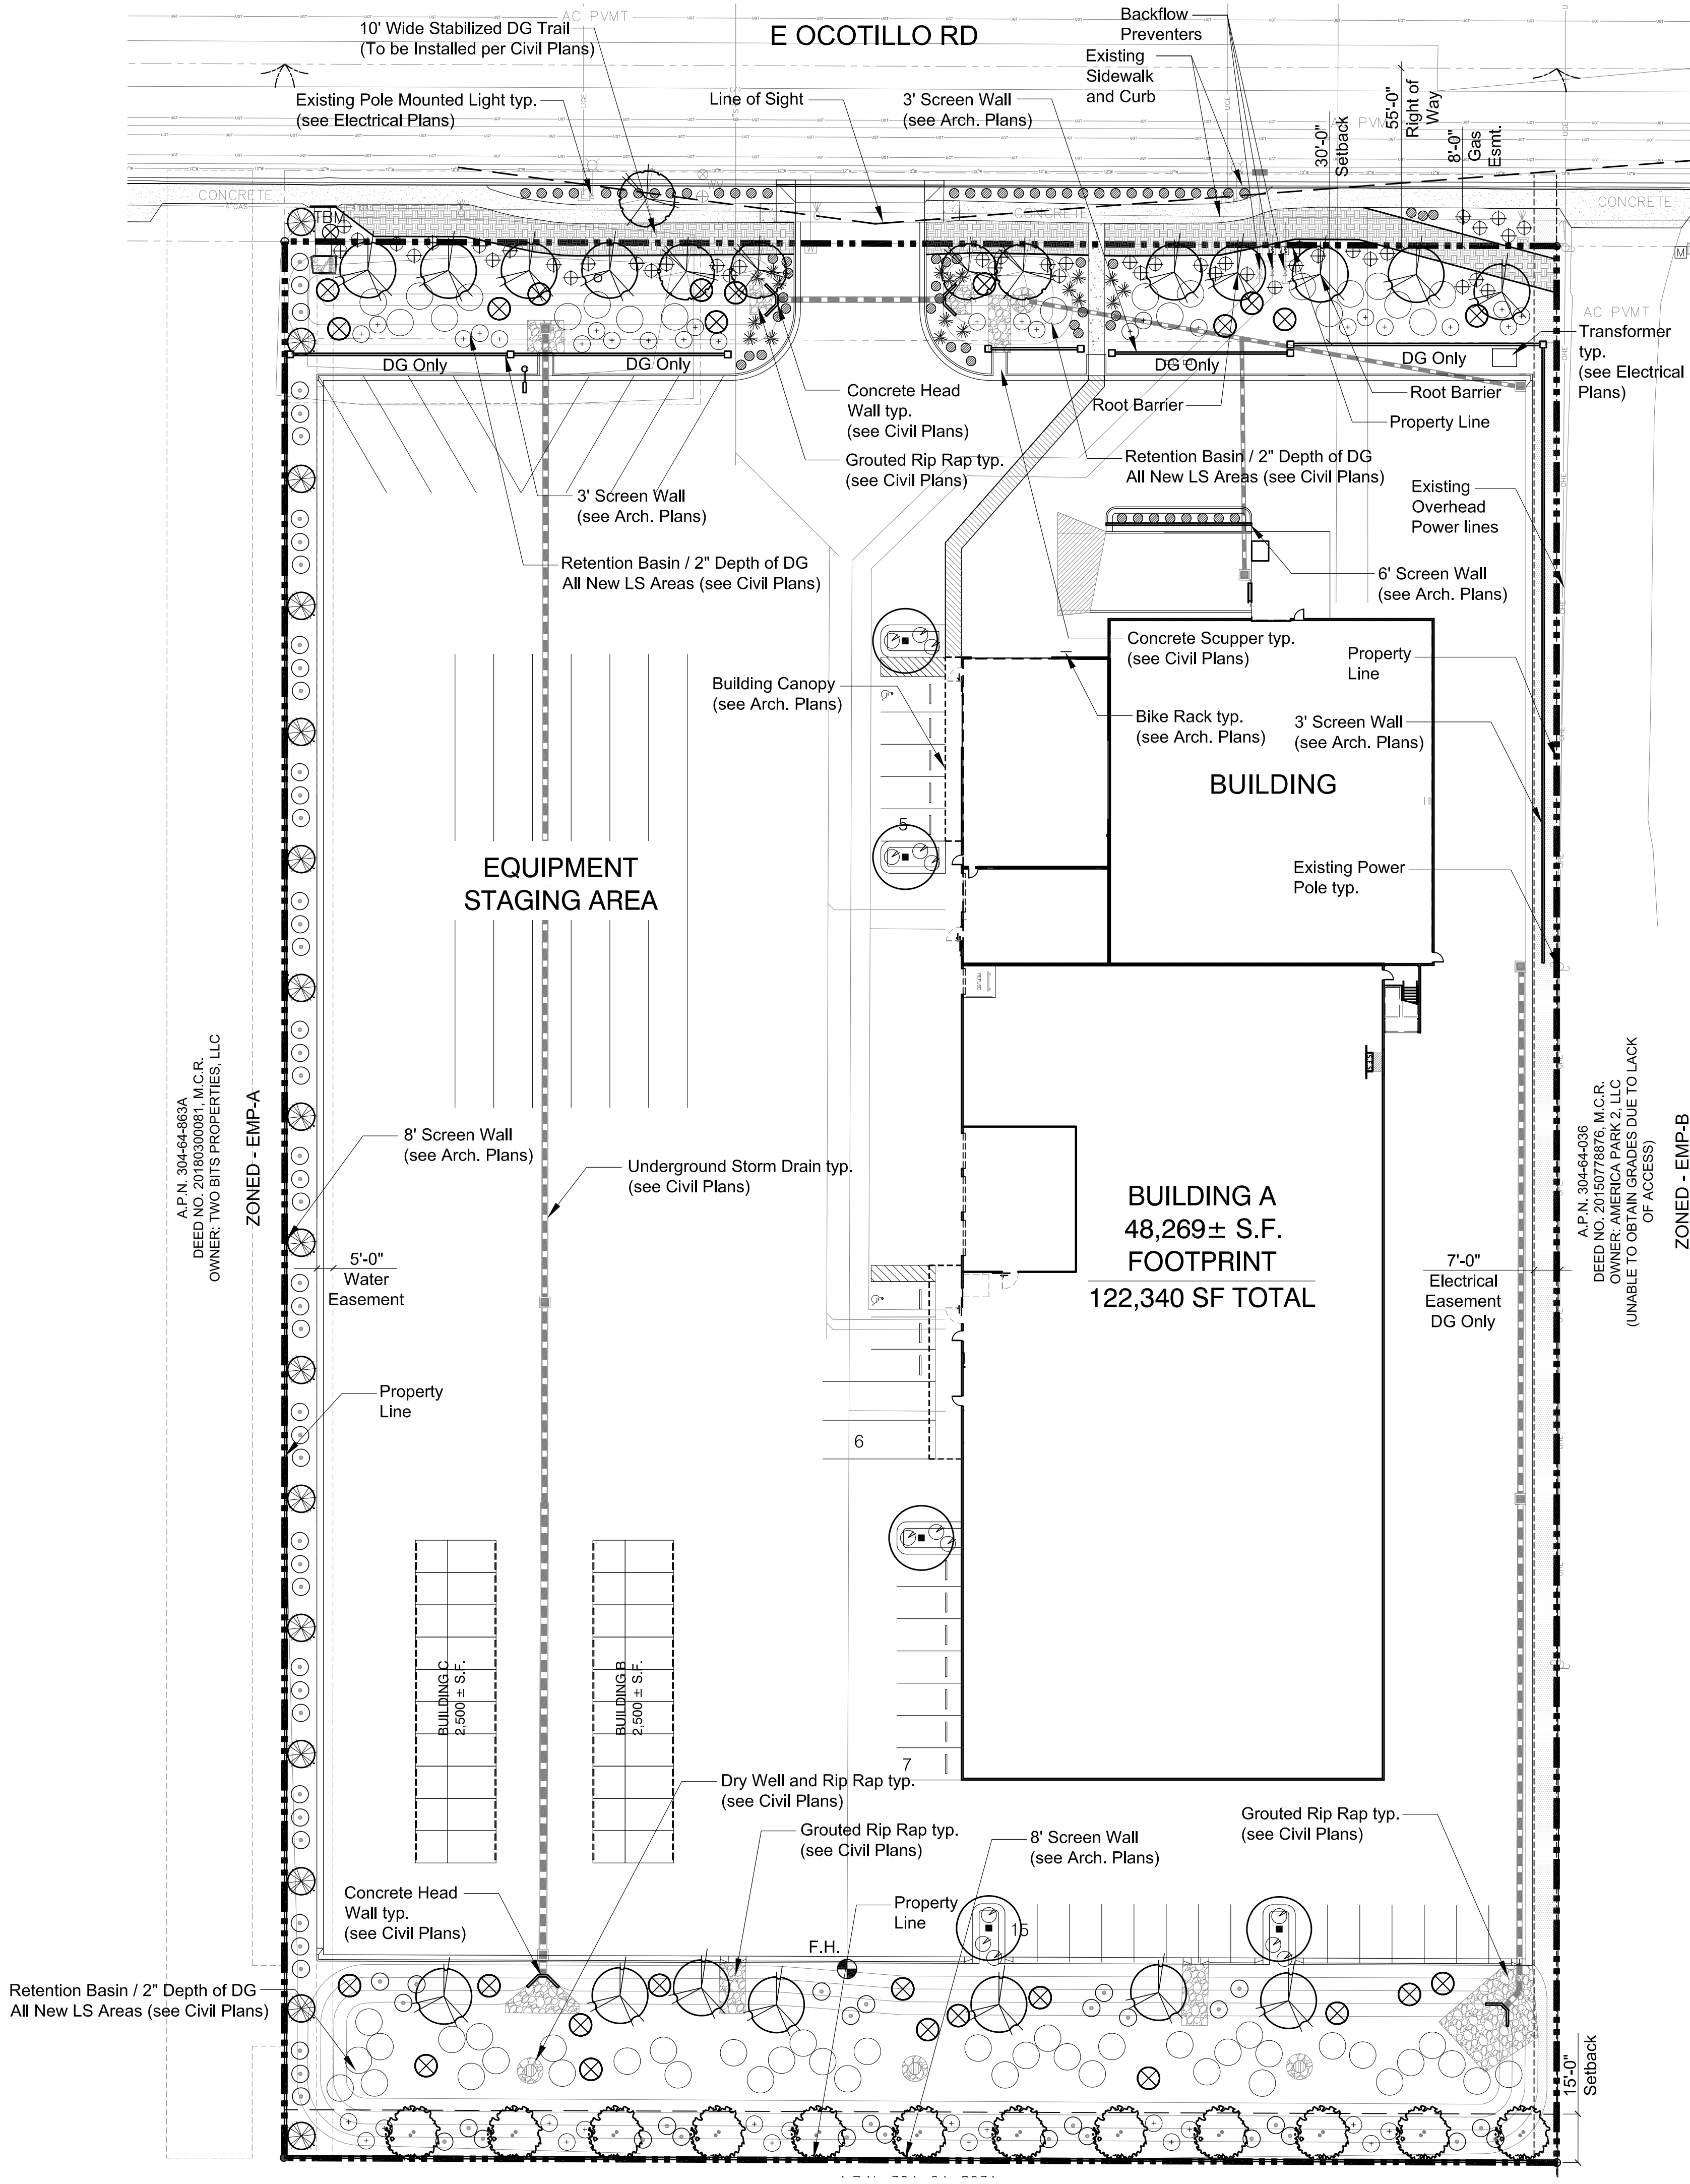 AC PVMT
10' Wide Stabilized DG Trail
(To be Installed per Civil Plans)
E OCOTILLO RD
Backflow
Preventers
Existing
Sidewalk
and Curb
Existing Pole Mounted Light typ.
(see Electrical Plans)
Line of Sight
3' Screen Wall
(see Arch. Plans)
30'-0"
Setback
55'-0"
Right of
Way
8'-0"
Gas
Esmt.
CONCRETE
4" GAS
TBM
CONCRETE
CONCRETE
M
AC PVMT
Transformer
typ.
(see Electrical
Plans)
DG Only
DG Only
DG Only
DG Only
Concrete Head
Wall typ.
(see Civil Plans)
Root Barrier
Root Barrier
Property Line
Grouted Rip Rap typ.
(see Civil Plans)
Retention Basin / 2" Depth of DG
All New LS Areas (see Civil Plans)
3' Screen Wall
(see Arch. Plans)
Existing
Overhead
Power lines
Retention Basin / 2" Depth of DG
All New LS Areas (see Civil Plans)
6' Screen Wall
(see Arch. Plans)
Concrete Scupper typ.
(see Civil Plans)
Property
Line
Building Canopy
(see Arch. Plans)
Bike Rack typ.
(see Arch. Plans)
3' Screen Wall
(see Arch. Plans)
BUILDING
5
EQUIPMENT
STAGING AREA
Existing Power
Pole typ.
A.P.N. 304-64-863A
DEED NO. 20180300081, M.C.R.
OWNER: TWO BITS PROPERTIES, LLC
ZONED - EMP-A
8' Screen Wall
(see Arch. Plans)
Underground Storm Drain typ.
(see Civil Plans)
BUILDING A
48,269± S.F.
FOOTPRINT
122,340 SF TOTAL
A.P.N. 304-64-036
DEED NO. 20150778876, M.C.R.
OWNER: AMERICA PARK 2, LLC
(UNABLE TO OBTAIN GRADES DUE TO LACK
OF ACCESS)
ZONED - EMP-B
5'-0"
Water
Easement
7'-0"
Electrical
Easement
DG Only
Property
Line
6
BUILDING C
2,500 ± S.F.
BUILDING B
2,500 ± S.F.
7
Dry Well and Rip Rap typ.
(see Civil Plans)
Grouted Rip Rap typ.
(see Civil Plans)
8' Screen Wall
(see Arch. Plans)
Grouted Rip Rap typ.
(see Civil Plans)
Concrete Head
Wall typ.
(see Civil Plans)
Property
Line
15
F.H.
Retention Basin / 2" Depth of DG
All New LS Areas (see Civil Plans)
15'-0"
Setback